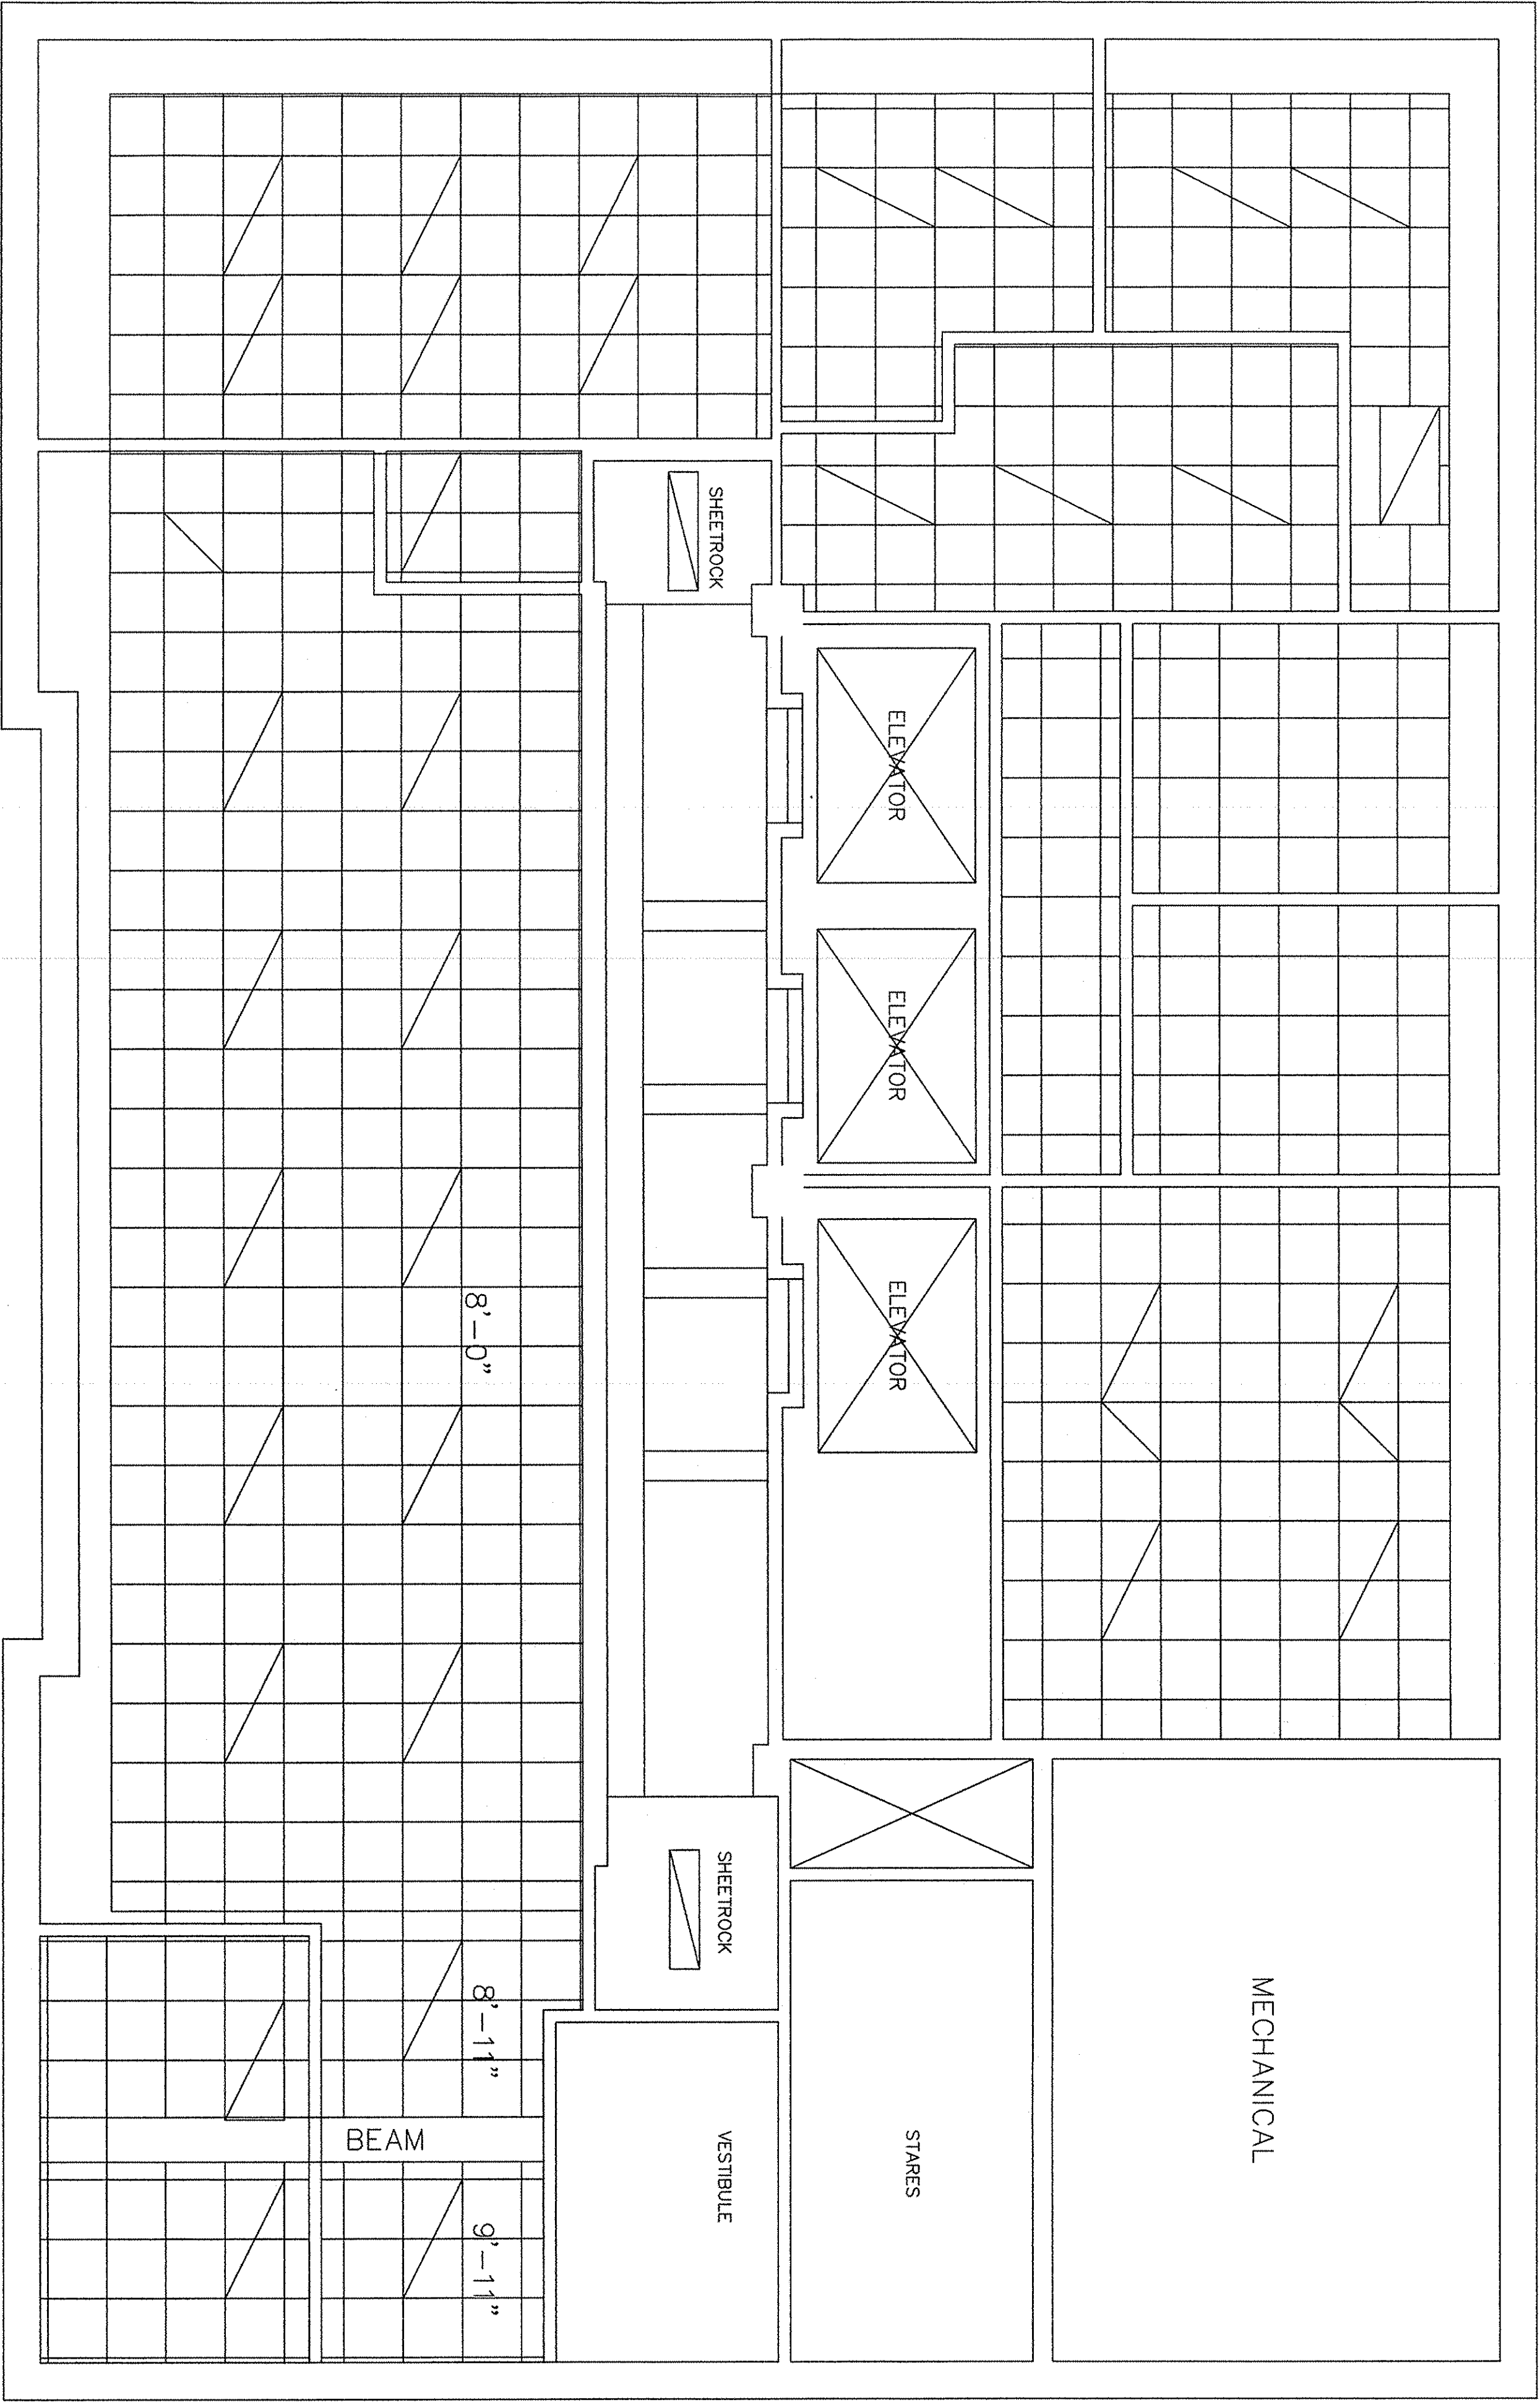 SHEETROCK
ELEVATOR
ELEVATOR
ELEVATOR
8'-0"
SHEETROCK
MECHANICAL
8'-11"
BEAM
VESTIBULE
STARES
9'-11"